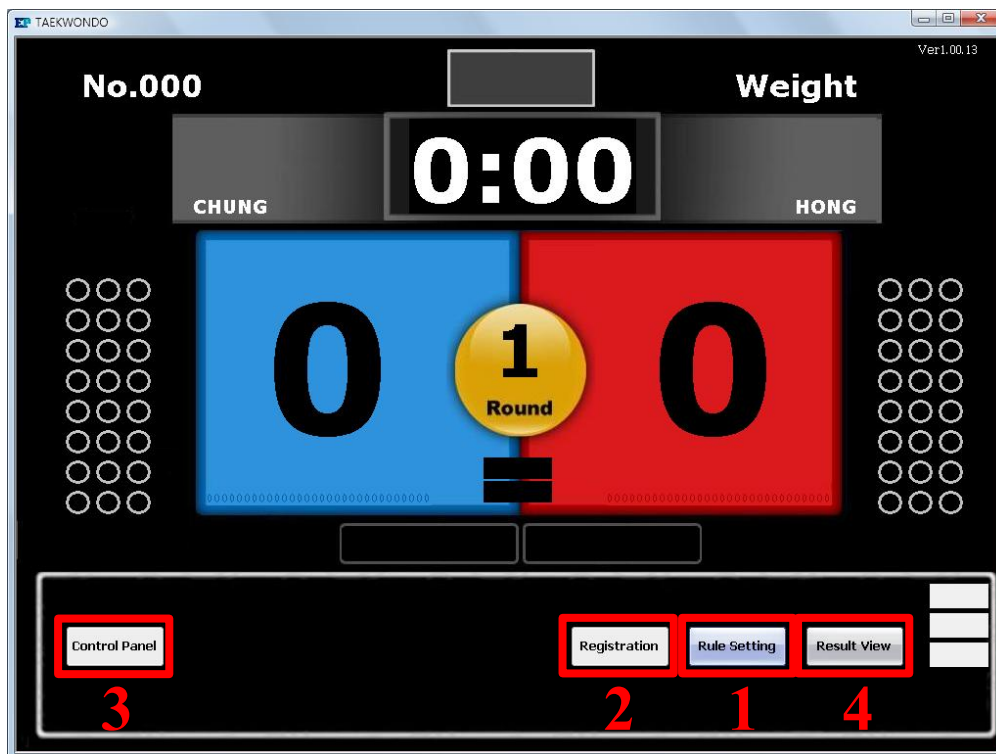 EP TAEKWONDO
Ver1.00.13
No.000
Weight
0:00
CHUNG
HONG
0
1
0
Round
Control Panel
Registration
Rule Setting
Result View
3
2
1
4